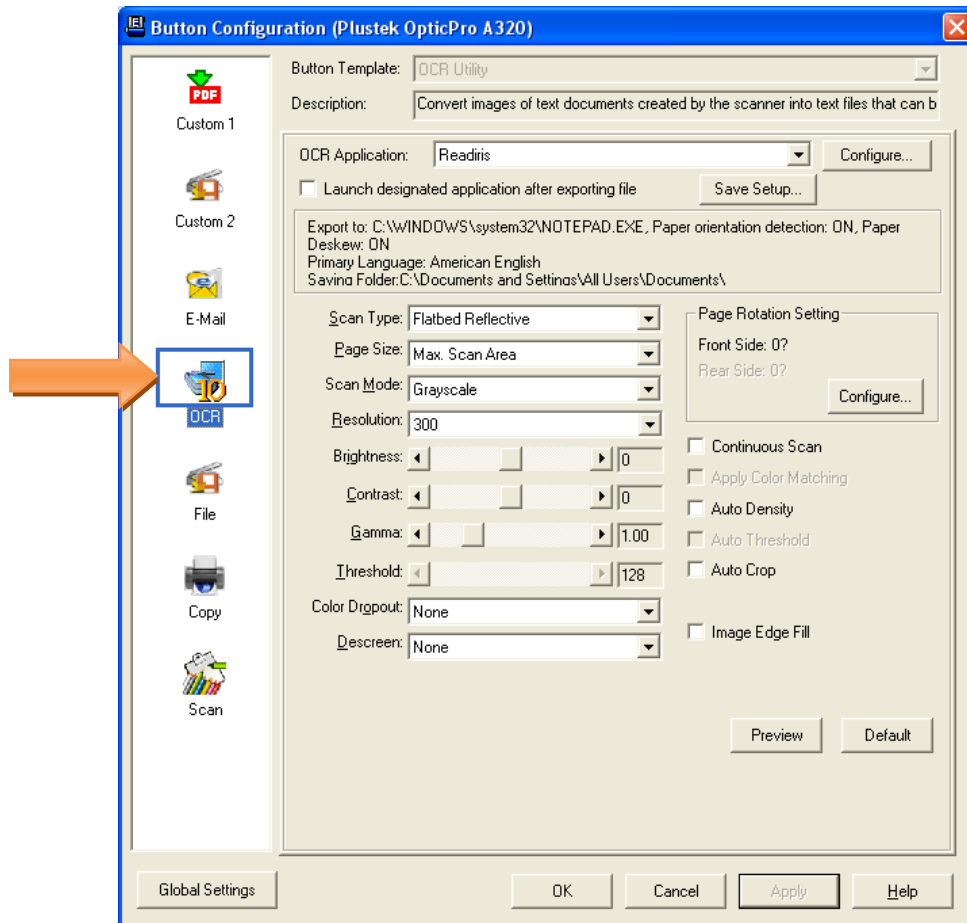 Button Configuration (Plustek OpticPro A320)
PDF
Custom 1
Custom 2
E-Mail
OCR
File
Copy
Scan
Button Template: OCR Utility
Description: Convert images of text documents created by the scanner into text files that can b
OCR Application: Readiris Configure...
Launch designated application after exporting file Save Setup...
Export to: C:\WINDOWS\system32\NOTEPAD.EXE, Paper orientation detection: ON, Paper
Deskew: ON
Primary Language: American English
Saving Folder:C:\Documents and Settings\All Users\Documents\
Scan Type: Flatbed Reflective
Page Size: Max. Scan Area
Scan Mode: Grayscale
Resolution: 300
Brightness: 0
Contrast: 0
Gamma: 1.00
Threshold: 128
Color Dropout: None
Descreen: None
Page Rotation Setting
Front Side: 0?
Rear Side: 0?
Configure...
Continuous Scan
Apply Color Matching
Auto Density
Auto Threshold
Auto Crop
Image Edge Fill
Preview Default
Global Settings OK Cancel Apply Help